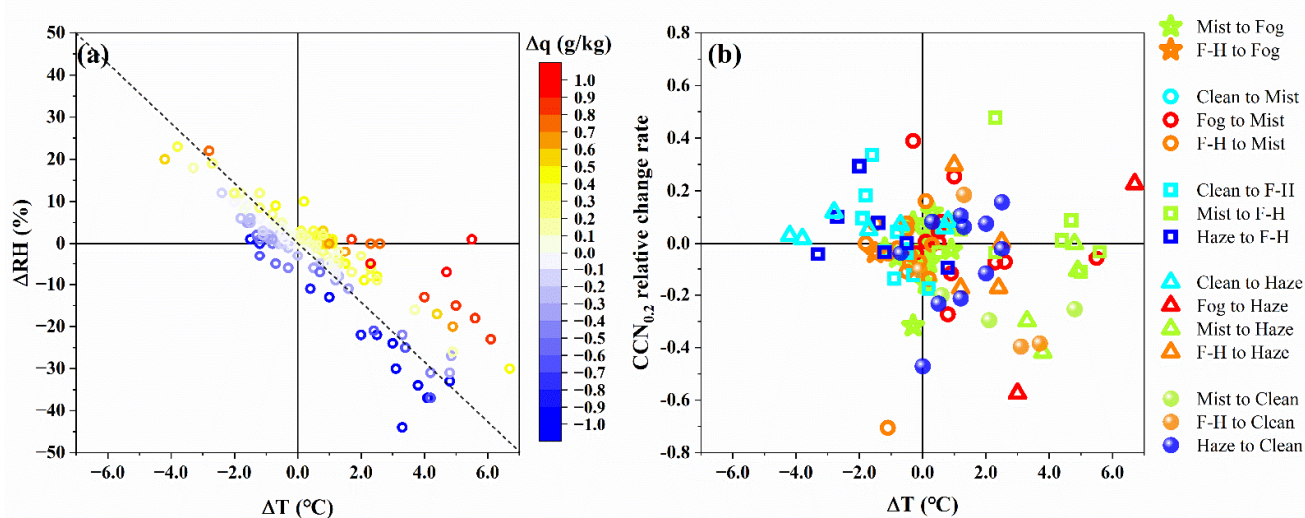 (a)
50
40
30
20
10
0
−10
−20
−30
−40
−50
ΔRH (%)
−6.0 −4.0 −2.0 0.0 2.0 4.0 6.0
ΔT (°C)
Δq (g/kg)
1.0
0.9
0.8
0.7
0.6
0.5
0.4
0.3
0.2
0.1
−0.1
−0.2
−0.3
−0.4
−0.5
−0.6
−0.7
−0.8
−0.9
−1.0
(b)
0.8
0.6
0.4
0.2
0.0
-0.2
-0.4
-0.6
-0.8
CCN0.2 relative change rate
−6.0 −4.0 −2.0 0.0 2.0 4.0 6.0
ΔT (°C)
Mist to Fog
F-H to Fog
Clean to Mist
Fog to Mist
F-H to Mist
Clean to F-II
Mist to F-H
Haze to F-H
Clean to Haze
Fog to Haze
Mist to Haze
F-H to Haze
Mist to Clean
F-H to Clean
Haze to Clean